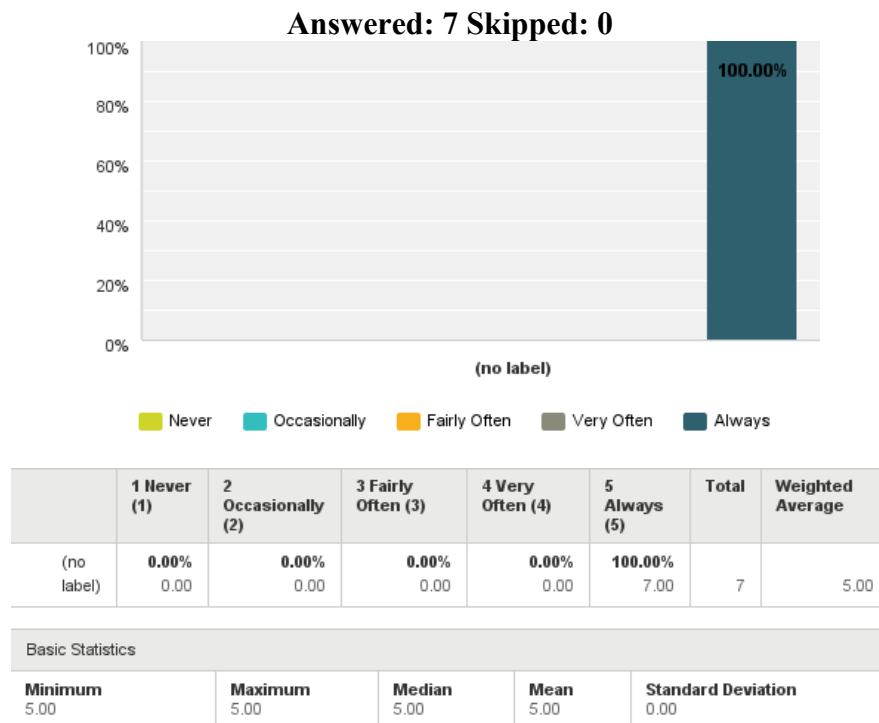 Answered: 7 Skipped: 0
100%
100.00%
80%
60%
40%
20%
0%
(no label)
Never Occasionally Fairly Often Very Often Always
1 Never (1) 2 Occasionally (2) 3 Fairly Often (3) 4 Very Often (4) 5 Always (5) Total Weighted Average
(no label) 0.00% 0.00% 0.00% 0.00% 100.00%
0.00 0.00 0.00 0.00 7.00 7 5.00
Basic Statistics
Minimum Maximum Median Mean Standard Deviation
5.00 5.00 5.00 5.00 0.00